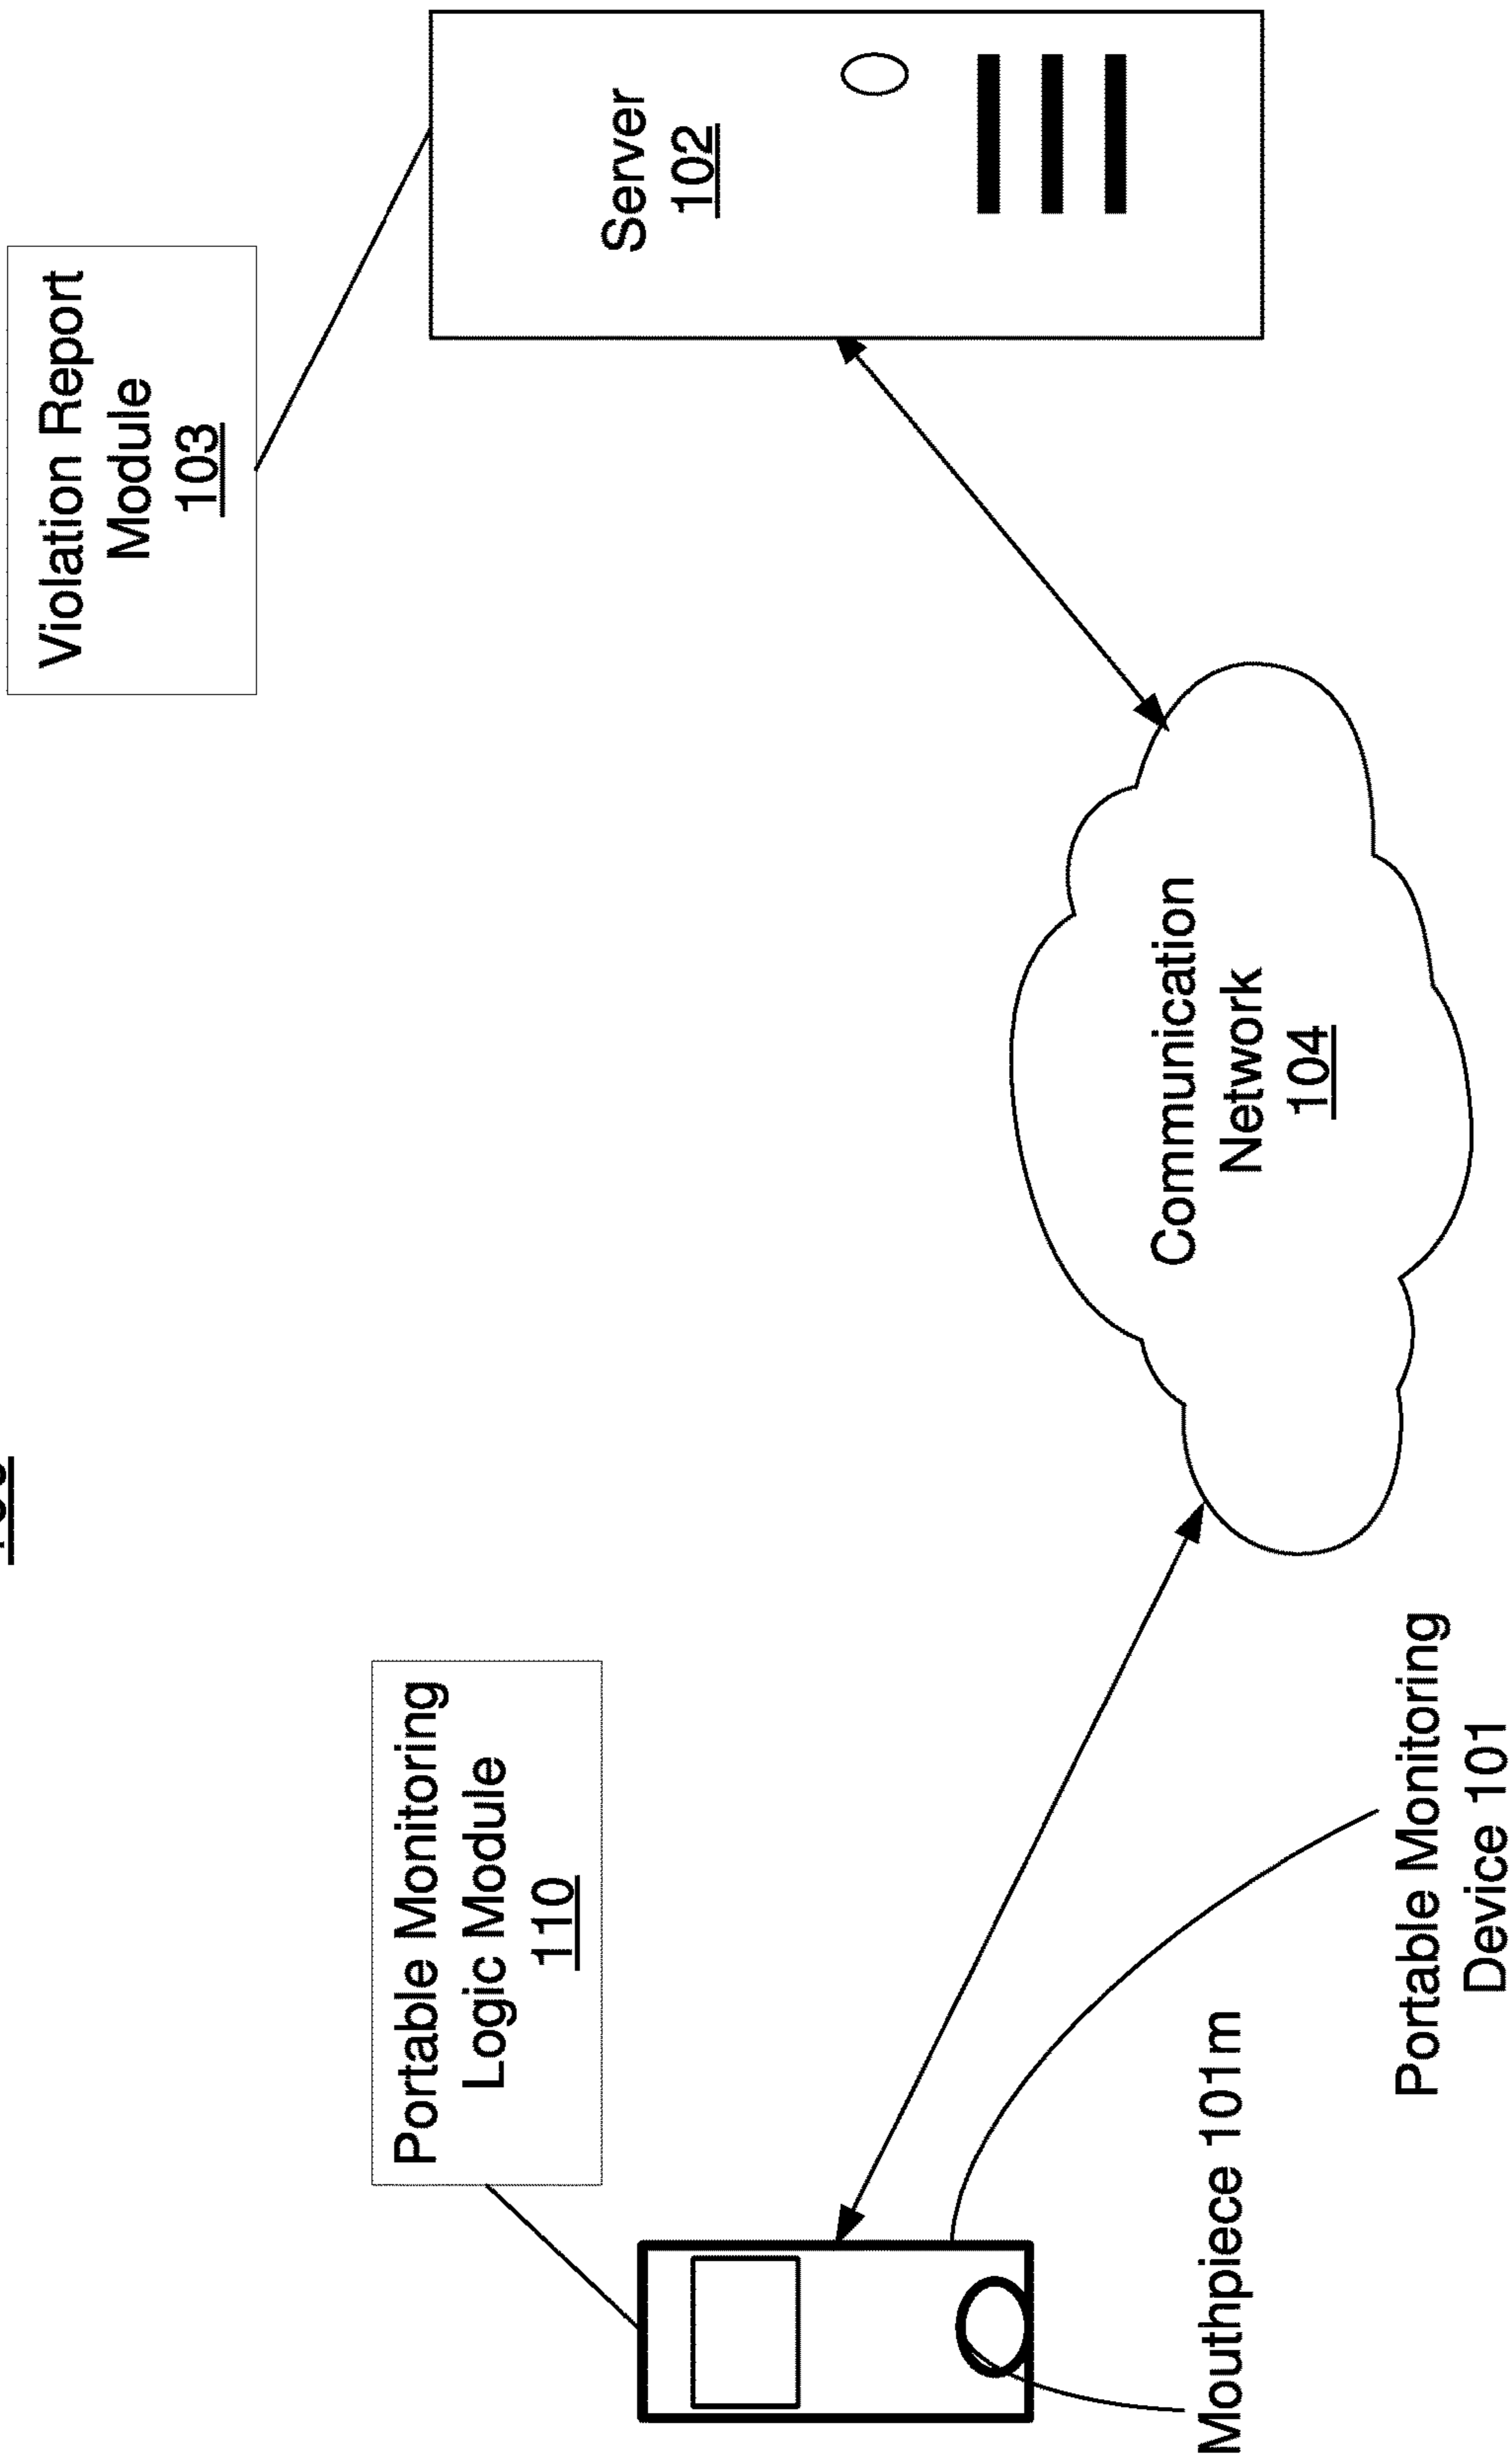 Violation Report
Module
103
Server
102
Portable Monitoring
Logic Module
110
Communication
Network
104
Mouthpiece 101m
Portable Monitoring
Device 101